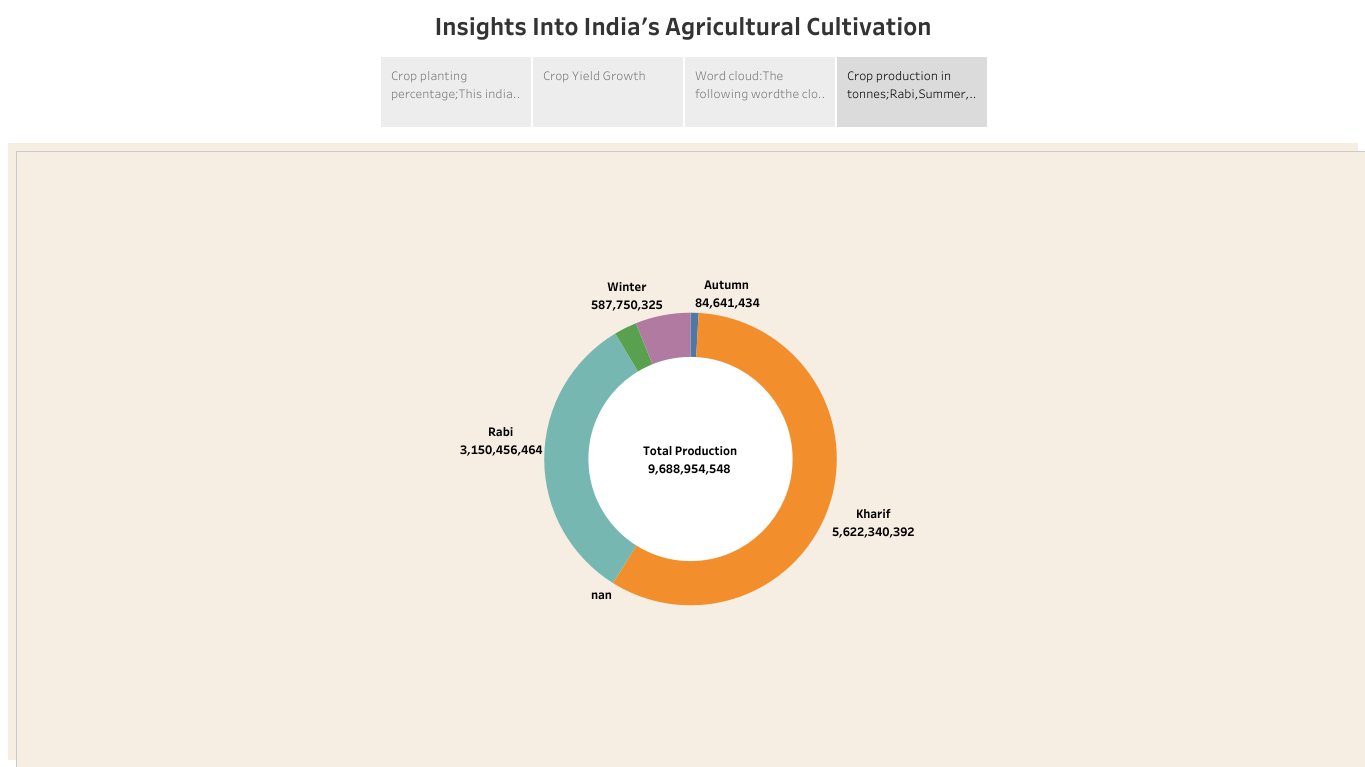 Insights Into India’s Agricultural Cultivation
Crop planting
percentage;This india..
Crop Yield Growth
Word cloud:The
following wordthe clo..
Crop production in
tonnes;Rabi,Summer,..
Winter
587,750,325
Autumn
84,641,434
Rabi
3,150,456,464
Total Production
9,688,954,548
Kharif
5,622,340,392
nan